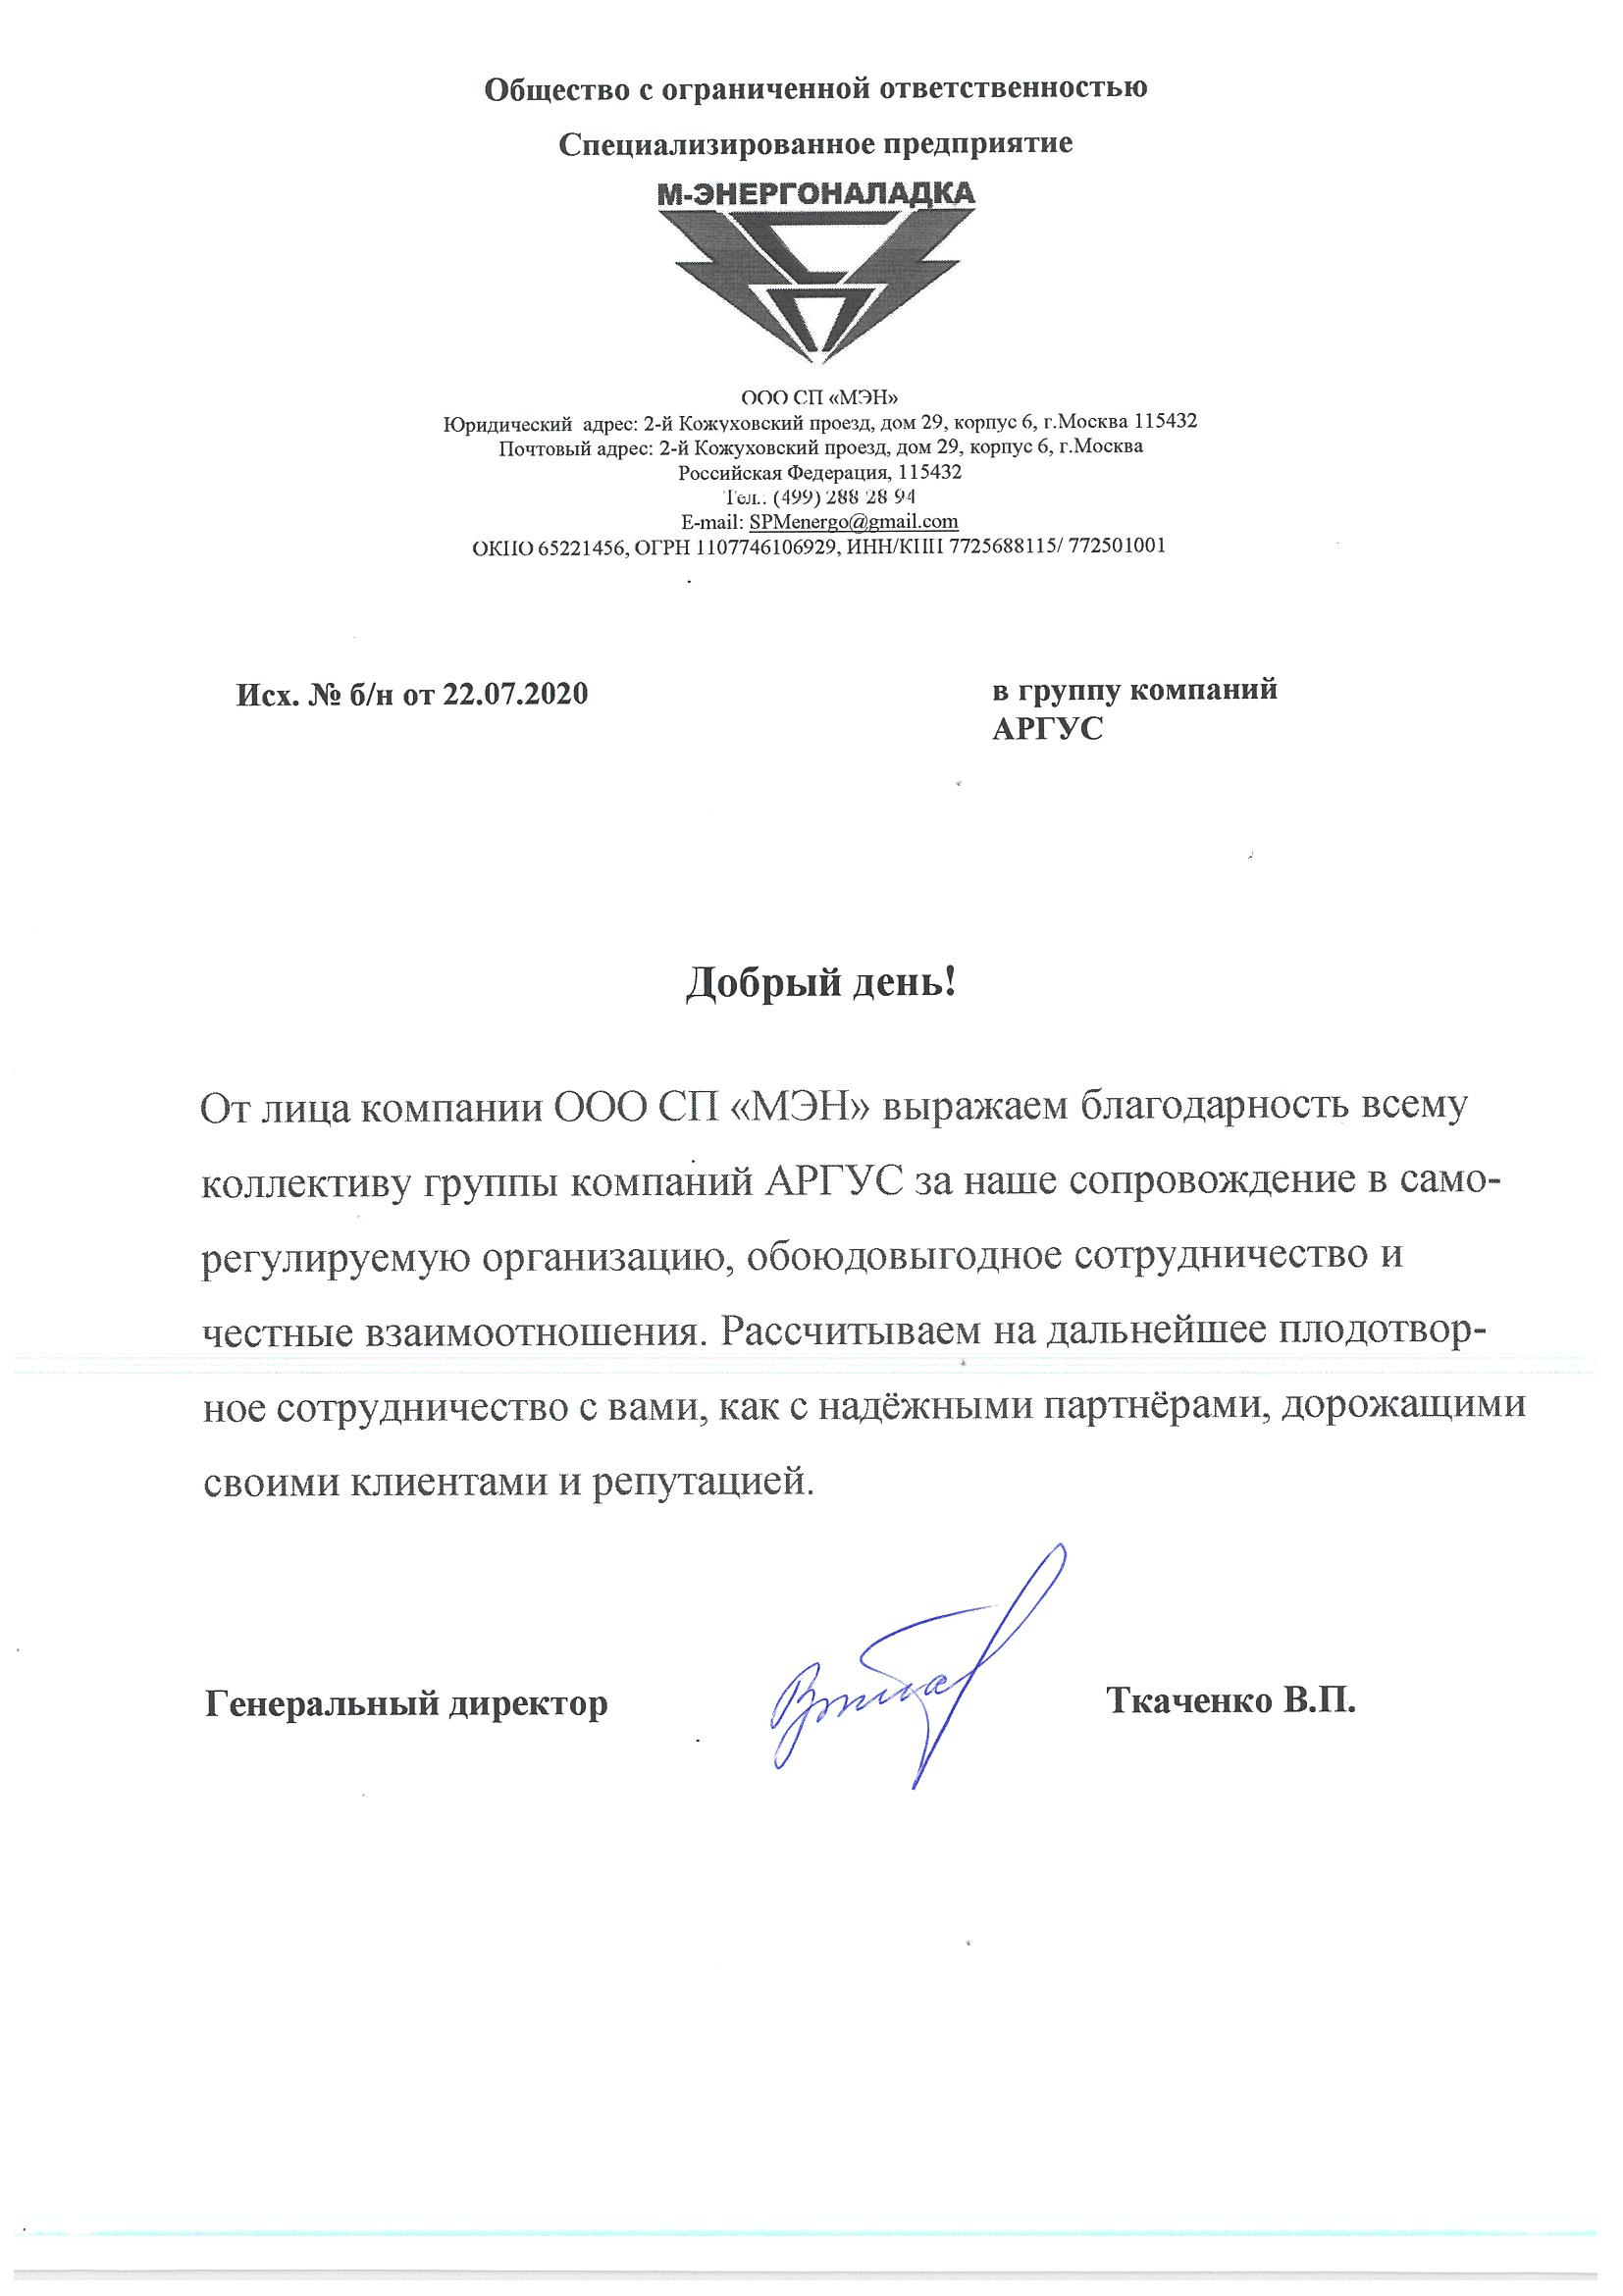 Общество с ограниченной ответственностью
Специализированное предприятие
М-ЭНЕРГОНАЛАДКА
ООО СП «МЭН»
Юридический адрес: 2-й Кожуховский проезд, дом 29, корпус 6, г.Москва 115432
Почтовый адрес: 2-й Кожуховский проезд, дом 29, корпус 6, г.Москва
Российская Федерация, 115432
Тел.: (499) 288 28 94
E-mail: SPMenergo@gmail.com
ОКПО 65221456, ОГРН 1107746106929, ИНН/КПП 7725688115/ 772501001
Исх. № б/н от 22.07.2020
в группу компаний
АРГУС
Добрый день!
От лица компании ООО СП «МЭН» выражаем благодарность всему
коллективу группы компаний АРГУС за наше сопровождение в само-
регулируемую организацию, обоюдовыгодное сотрудничество и
честные взаимоотношения. Рассчитываем на дальнейшее плодотвор-
ное сотрудничество с вами, как с надёжными партнёрами, дорожащими
своими клиентами и репутацией.
Генеральный директор
Ткаченко В.П.